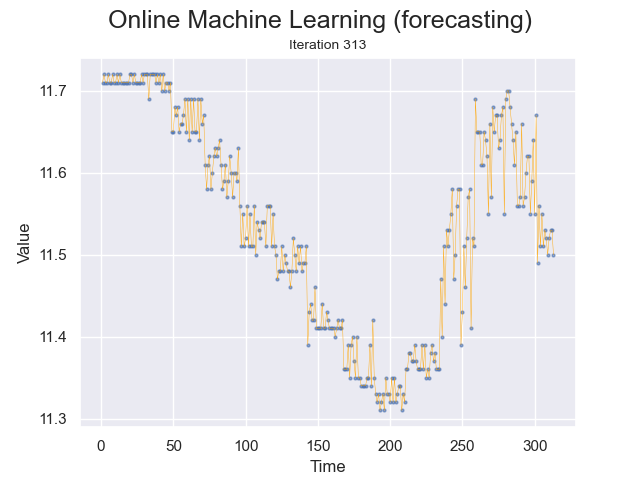 Online Machine Learning (forecasting)
Iteration 313
11.7
11.6
11.5
11.4
11.3
Value
0 50 100 150 200 250 300
Time